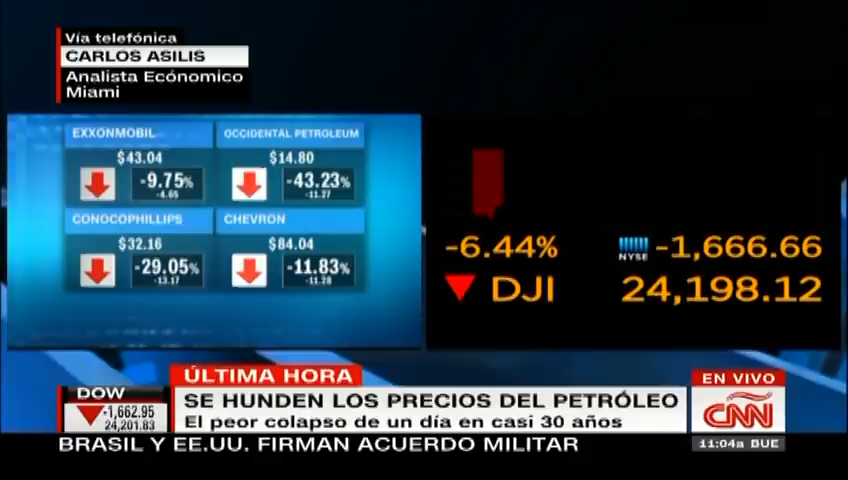 Vía telefónica
CARLOS ASILIS
Analista Ecónomico
Miami
EXXONMOBIL
$43.04
-9.75%
-4.65
OCCIDENTAL PETROLEUM
$14.80
-43.23%
-11.27
CONOCOPHILLIPS
$32.16
-29.05%
-13.17
CHEVRON
$84.04
-11.83%
-11.28
-6.44%
NYSE
-1,666.66
DJI
24,198.12
ÚLTIMA HORA
SE HUNDEN LOS PRECIOS DEL PETRÓLEO
El peor colapso de un día en casi 30 años
DOW
-1,662.95
24,201.83
EN VIVO
CNN
11:04a BUE
BRASIL Y EE.UU. FIRMAN ACUERDO MILITAR